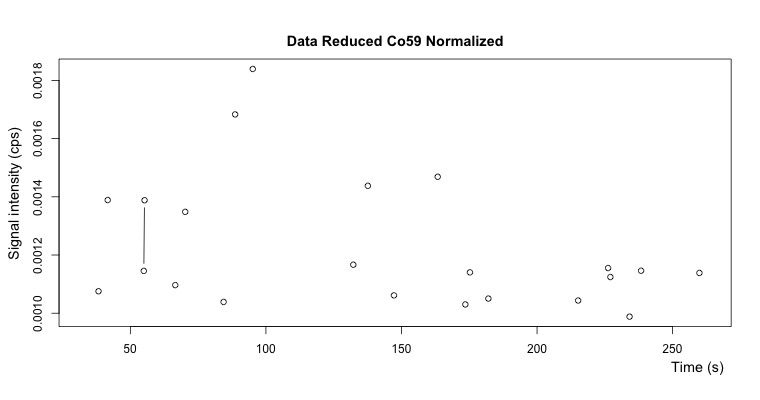 Data Reduced Co59 Normalized
Signal intensity (cps)
0.0018
0.0016
0.0014
0.0012
0.0010
50 100 150 200 250
Time (s)